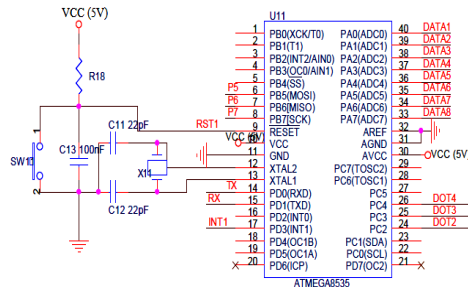 VCC (5V)
U11
R18
SW1
C13 100nF
C11 22pF
X11
C12 22pF
RST1
VCC (5V)
P5
P6
P7
TX
RX
INT1
1 PB0(XCK/T0) PA0(ADC0) 40 DATA1
2 PB1(T1) PA1(ADC1) 39 DATA2
3 PB2(INT2/AIN0) PA2(ADC2) 38 DATA3
4 PB3(OC0/AIN1) PA3(ADC3) 37 DATA4
5 PB4(SS) PA4(ADC4) 36 DATA5
6 PB5(MOSI) PA5(ADC5) 35 DATA6
7 PB6(MISO) PA6(ADC6) 34 DATA7
8 PB7(SCK) PA7(ADC7) 33 DATA8
9 RESET AREF 32
10 VCC AGND 31
11 GND AVCC 30 VCC (5V)
12 XTAL2 PC7(TOSC2) 29
13 XTAL1 PC6(TOSC1) 28
14 PD0(RXD) PC5 27
15 PD1(TXD) PC4 26 DOT4
16 PD2(INT0) PC3 25 DOT3
17 PD3(INT1) PC2 24 DOT2
18 PD4(OC1B) PC1(SDA) 23
19 PD5(OC1A) PC0(SCL) 22
20 PD6(ICP) PD7(OC2) 21
1
2
ATMEGA8535